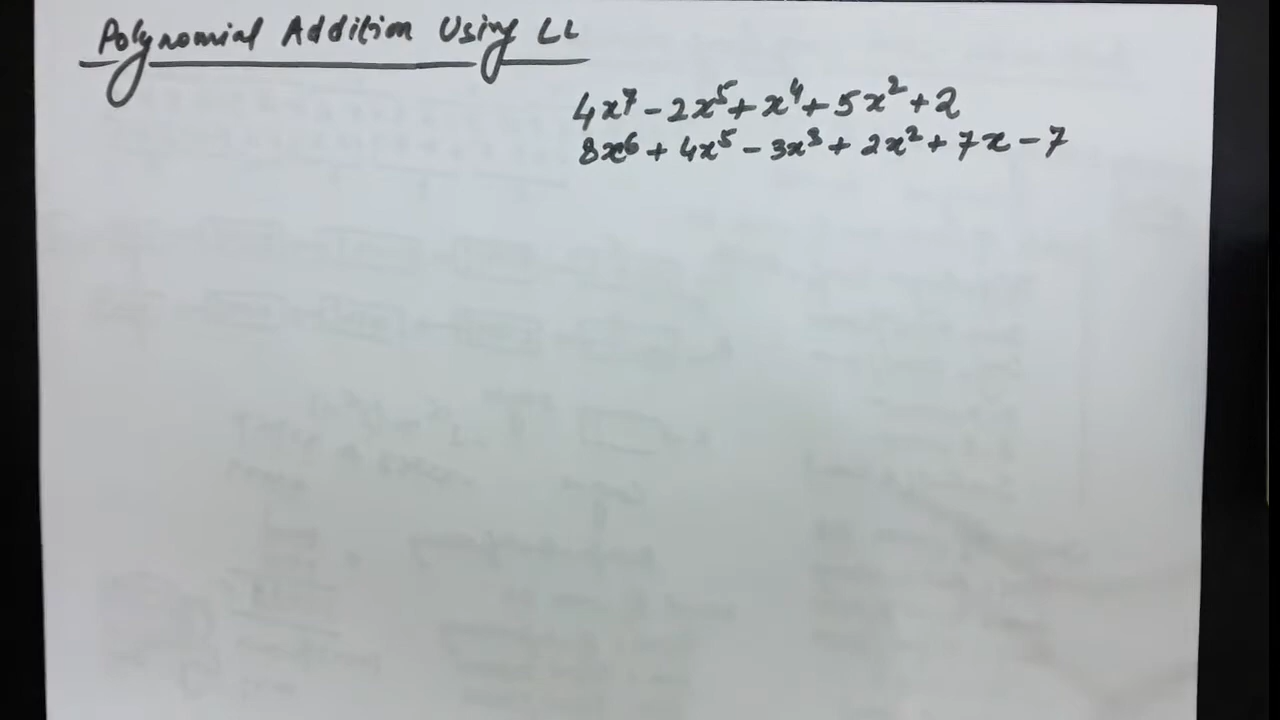 Polynomial Addition Using LL
4x⁷ - 2x⁵ + x⁴ + 5x² + 2
8x⁶ + 4x⁵ - 3x³ + 2x² + 7x - 7